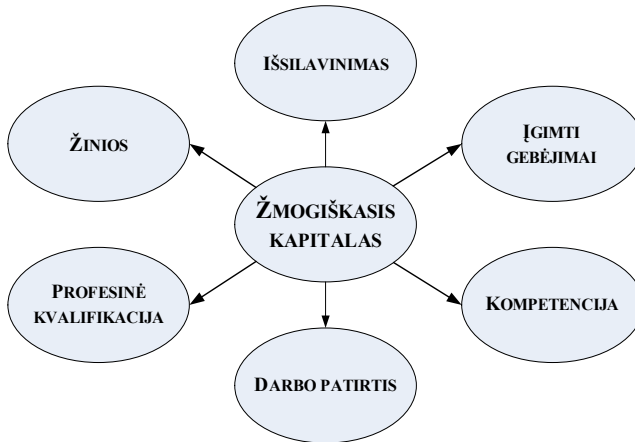 IŠSILAVINIMAS
ŽINIOS
ĮGIMTI
GEBĖJIMAI
ŽMOGIŠKASIS
KAPITALAS
PROFESINĖ
KVALIFIKACIJA
KOMPETENCIJA
DARBO PATIRTIS